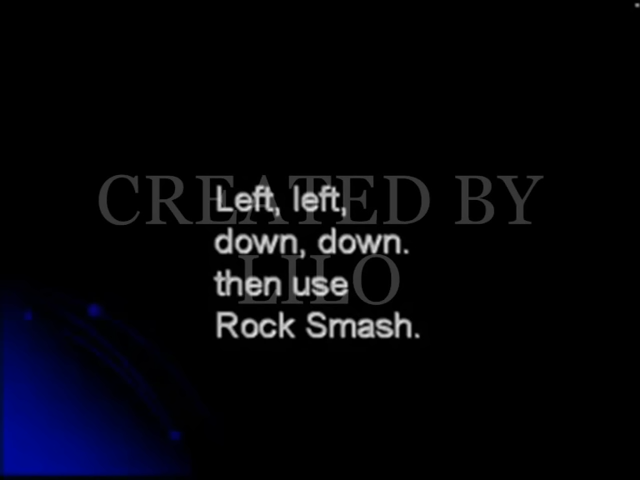 CREATED BY
LILO
Left, left,
down, down.
then use
Rock Smash.